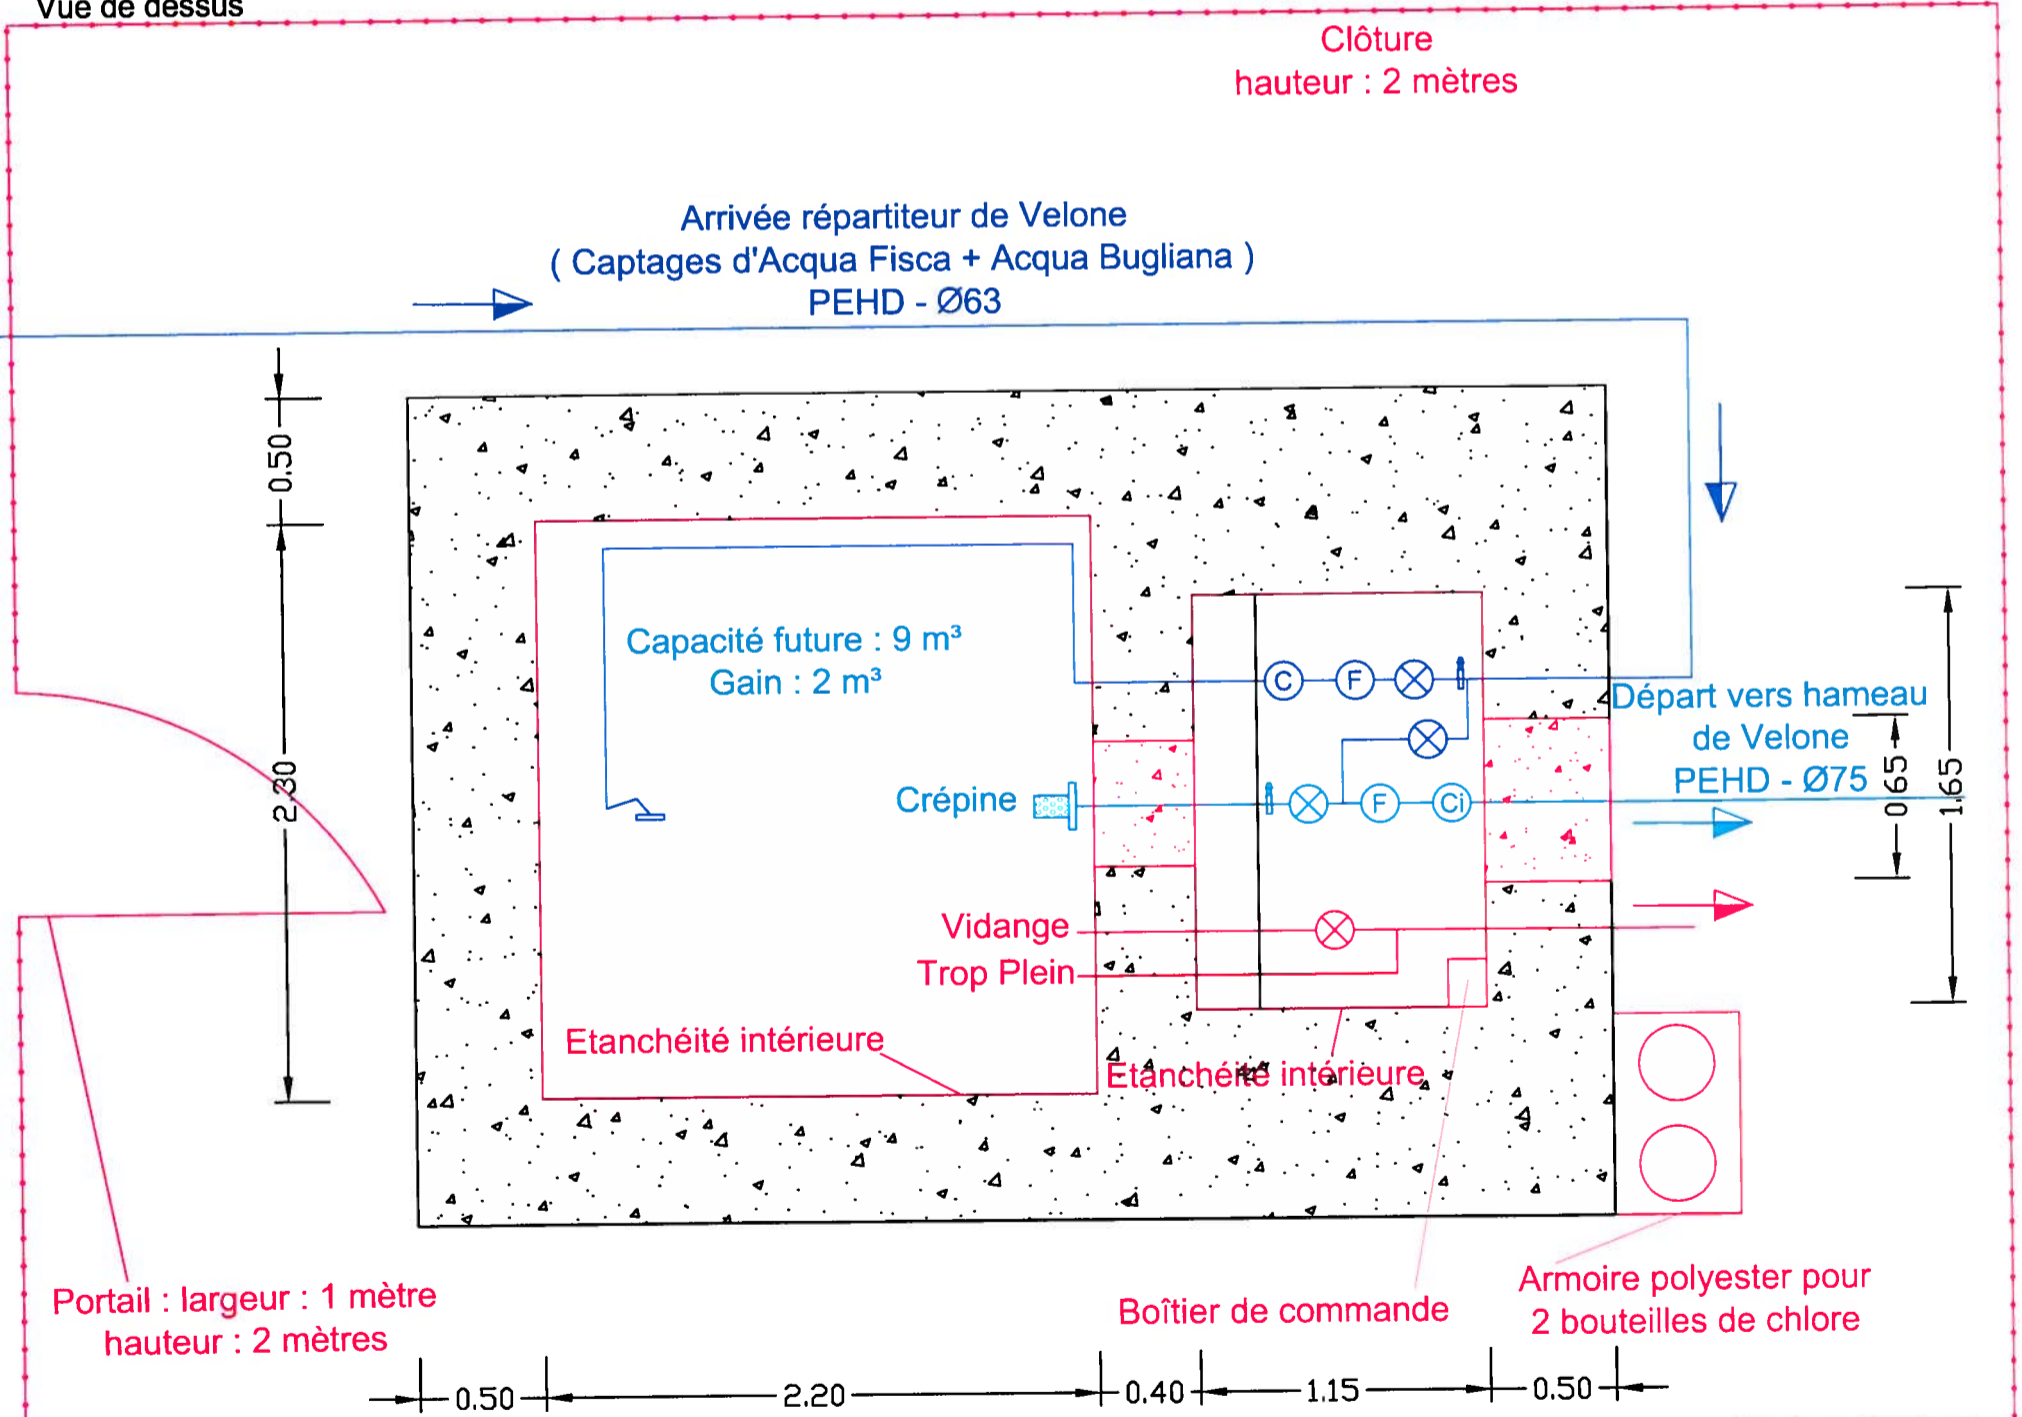 Vue de dessus
Clôture
hauteur : 2 mètres
Arrivée répartiteur de Velone
( Captages d'Acqua Fisca + Acqua Bugliana )
PEHD - Ø63
0.50
2.30
Capacité future : 9 m³
Gain : 2 m³
C
F
Départ vers hameau
de Velone
PEHD - Ø75
0.65
1.65
Crépine
F
Ci
Vidange
Trop Plein
Etanchéité intérieure
Etanchéité intérieure
Portail : largeur : 1 mètre
hauteur : 2 mètres
Boîtier de commande
Armoire polyester pour
2 bouteilles de chlore
0.50
2.20
0.40
1.15
0.50